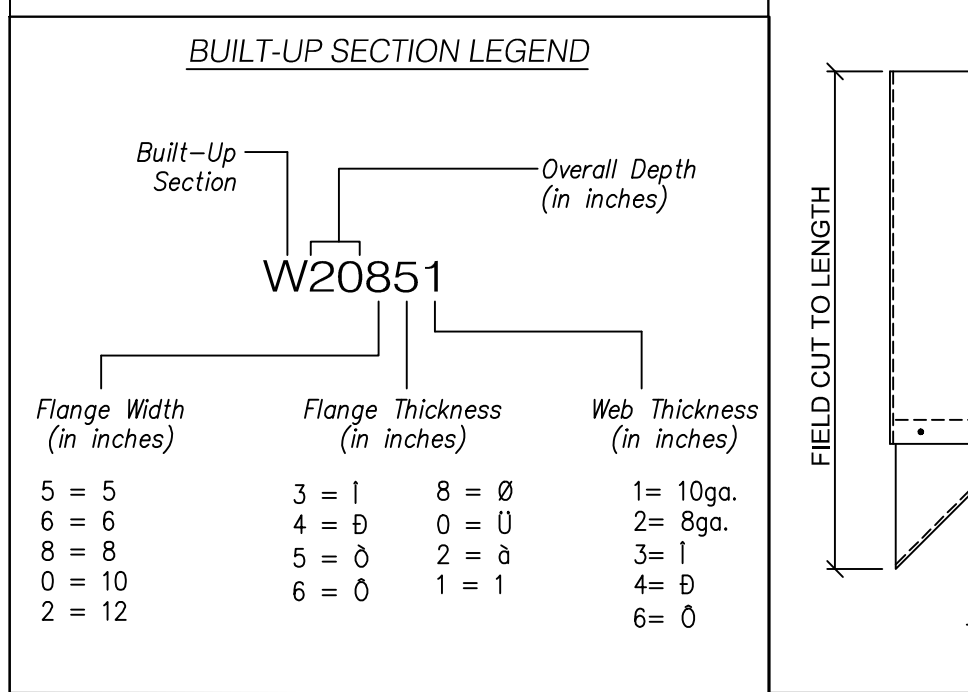 BUILT-UP SECTION LEGEND
Built-Up
Section
Overall Depth
(in inches)
W20851
Flange Width
(in inches)
5 = 5
6 = 6
8 = 8
0 = 10
2 = 12
Flange Thickness
(in inches)
3 = Î
4 = Ð
5 = Ò
6 = Ô
8 = Ø
0 = Ü
2 = à
1 = 1
Web Thickness
(in inches)
1= 10ga.
2= 8ga.
3= Î
4= Ð
6= Ô
FIELD CUT TO LENGTH